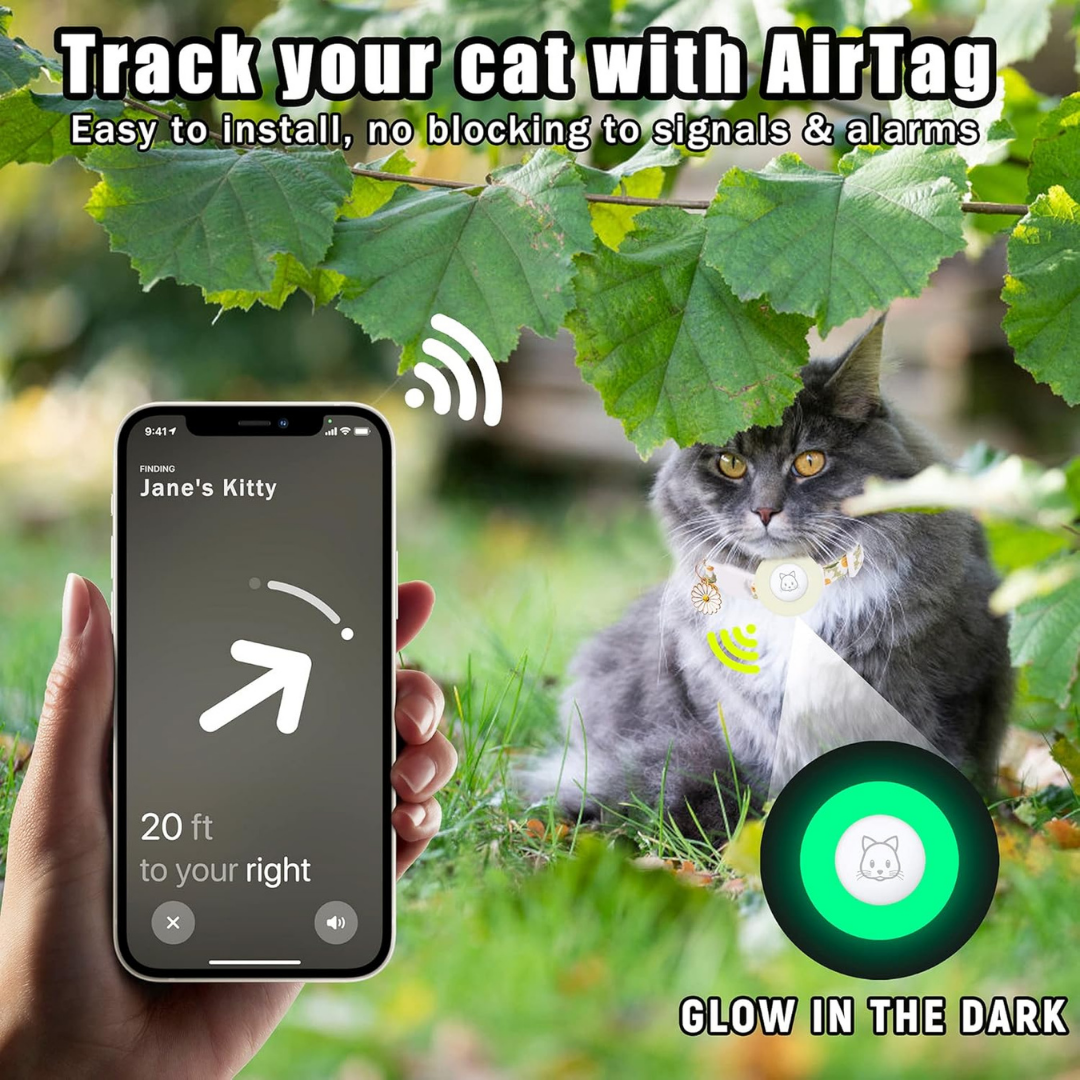 Track your cat with AirTag
Easy to install, no blocking to signals & alarms
9:41
FINDING
Jane's Kitty
20 ft
to your right
GLOW IN THE DARK